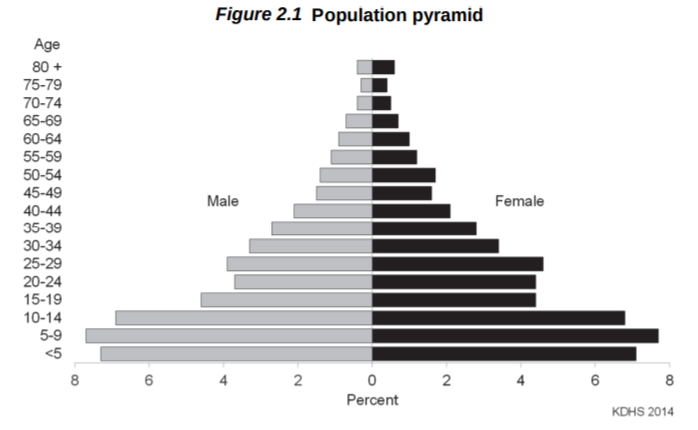 Figure 2.1 Population pyramid
Age
80 +
75-79
70-74
65-69
60-64
55-59
50-54
45-49
Male Female
40-44
35-39
30-34
25-29
20-24
15-19
10-14
5-9
<5
8 6 4 2 0 2 4 6 8
Percent
KDHS 2014